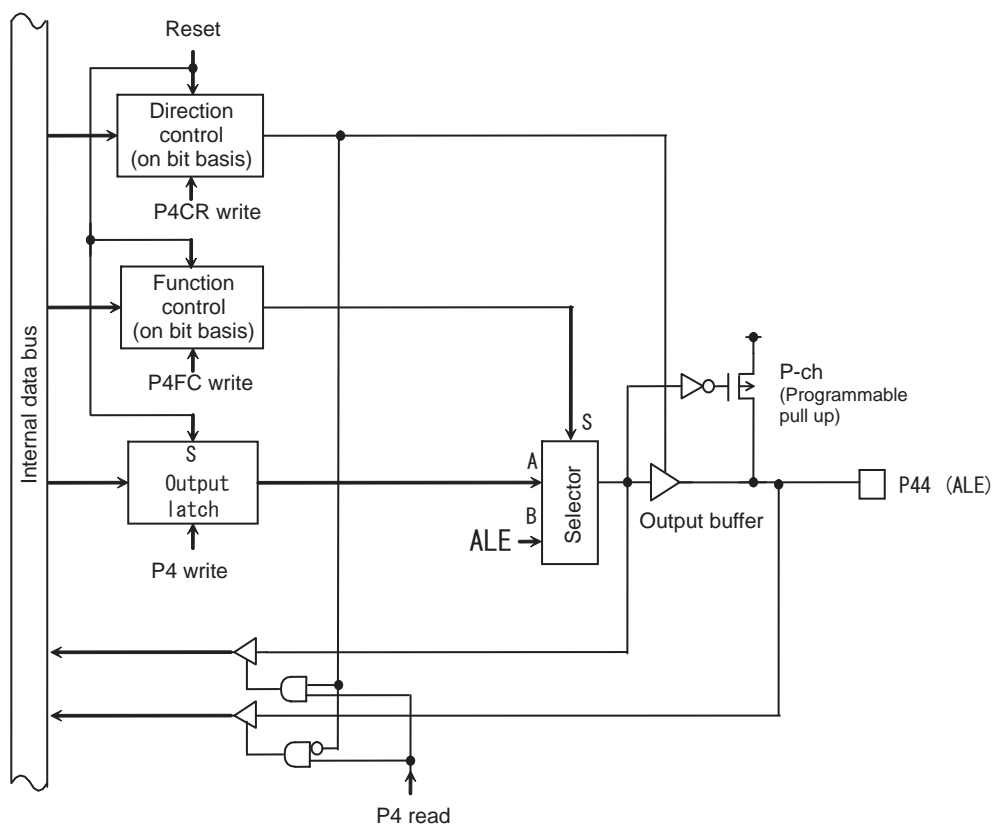 Reset
Direction
control
(on bit basis)
P4CR write
Function
control
(on bit basis)
P4FC write
Internal data bus
S
Output
latch
P4 write
A
B
S
Selector
ALE
P-ch
(Programmable
pull up)
Output buffer
P44 (ALE)
P4 read